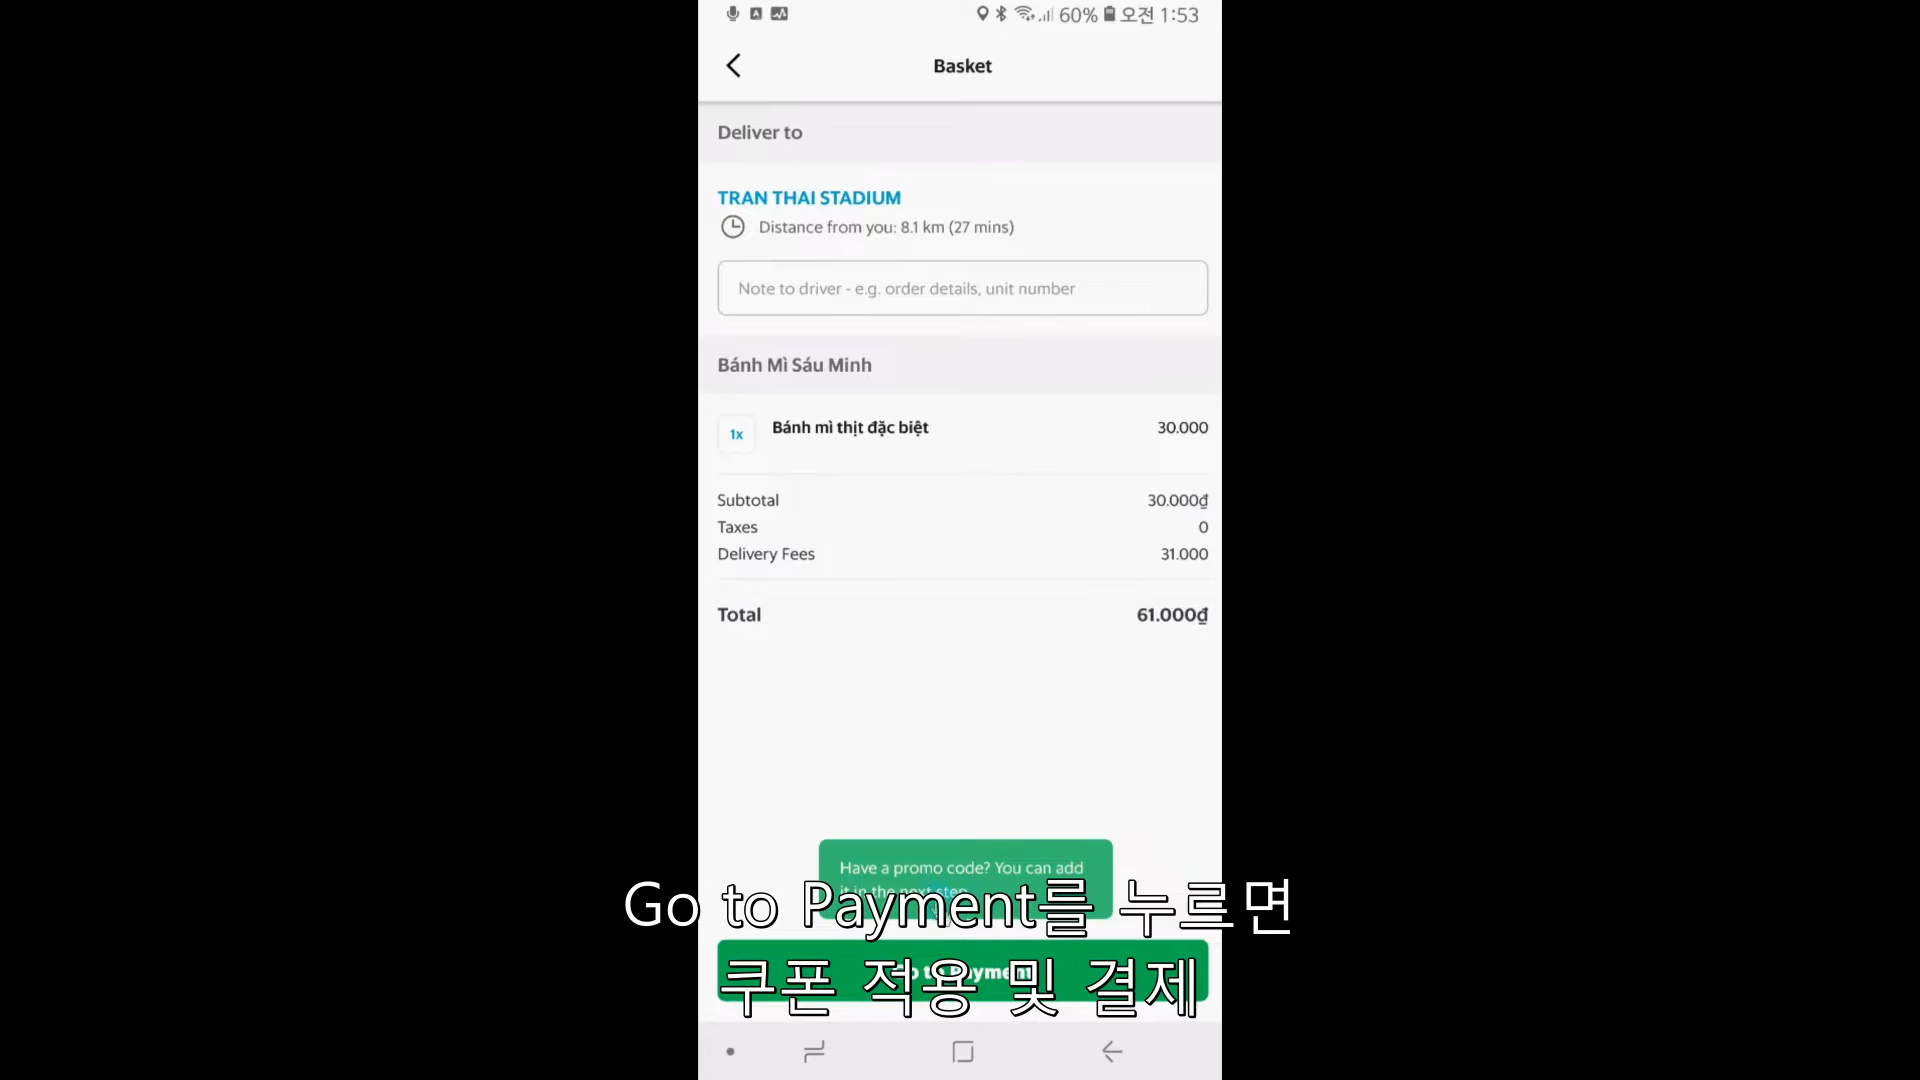 60% 오전 1:53
Basket
Deliver to
TRAN THAI STADIUM
Distance from you: 8.1 km (27 mins)
Note to driver - e.g. order details, unit number
Bánh Mì Sáu Minh
1x Bánh mì thịt đặc biệt 30.000
Subtotal 30.000₫
Taxes 0
Delivery Fees 31.000
Total 61.000₫
Have a promo code? You can add
it in the next step
Go to Payment를 누르면
Go to Payment
쿠폰 적용 및 결제